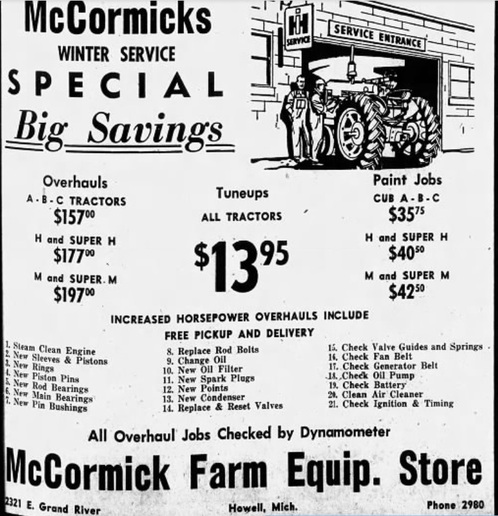 McCormicks
WINTER SERVICE
SPECIAL
Big Savings
IH
SERVICE
SERVICE ENTRANCE
Overhauls
A-B-C TRACTORS
$157.00
H and SUPER H
$177.00
M and SUPER M
$197.00
Tuneups
ALL TRACTORS
$13.95
Paint Jobs
CUB A-B-C
$35.75
H and SUPER H
$40.50
M and SUPER M
$42.50
INCREASED HORSEPOWER OVERHAULS INCLUDE
FREE PICKUP AND DELIVERY
1. Steam Clean Engine
2. New Sleeves & Pistons
3. New Rings
4. New Piston Pins
5. New Rod Bearings
6. New Main Bearings
7. New Pin Bushings
8. Replace Rod Bolts
9. Change Oil
10. New Oil Filter
11. New Spark Plugs
12. New Points
13. New Condenser
14. Replace & Reset Valves
15. Check Valve Guides and Springs
16. Check Fan Belt
17. Check Generator Belt
18. Check Oil Pump
19. Check Battery
20. Clean Air Cleaner
21. Check Ignition & Timing
All Overhaul Jobs Checked by Dynamometer
McCormick Farm Equip. Store
2321 E. Grand River
Howell, Mich.
Phone 2980